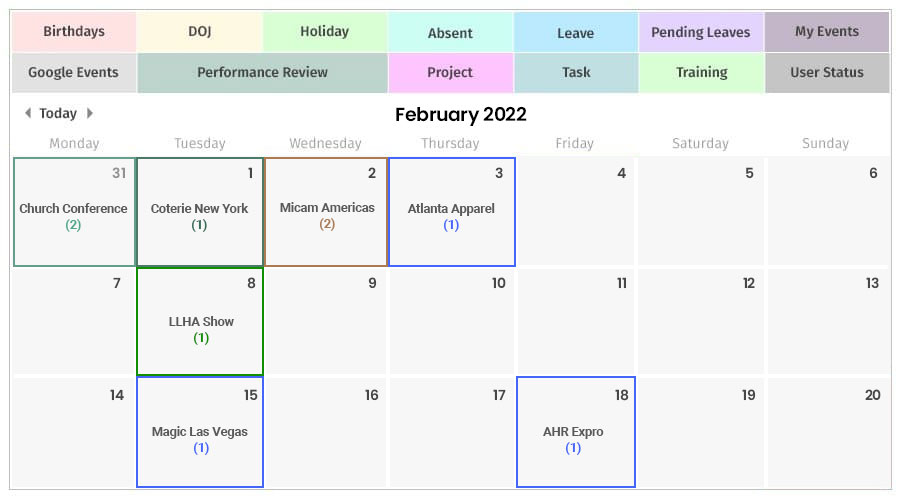 Birthdays DOJ Holiday Absent Leave Pending Leaves My Events
Google Events Performance Review Project Task Training User Status
Today February 2022
Monday Tuesday Wednesday Thursday Friday Saturday Sunday
31 1 2 3 4 5 6
Church Conference Coterie New York Micam Americas Atlanta Apparel
(2) (1) (2) (1)
7 8 9 10 11 12 13
LLHA Show
(1)
14 15 16 17 18 19 20
Magic Las Vegas AHR Expro
(1) (1)